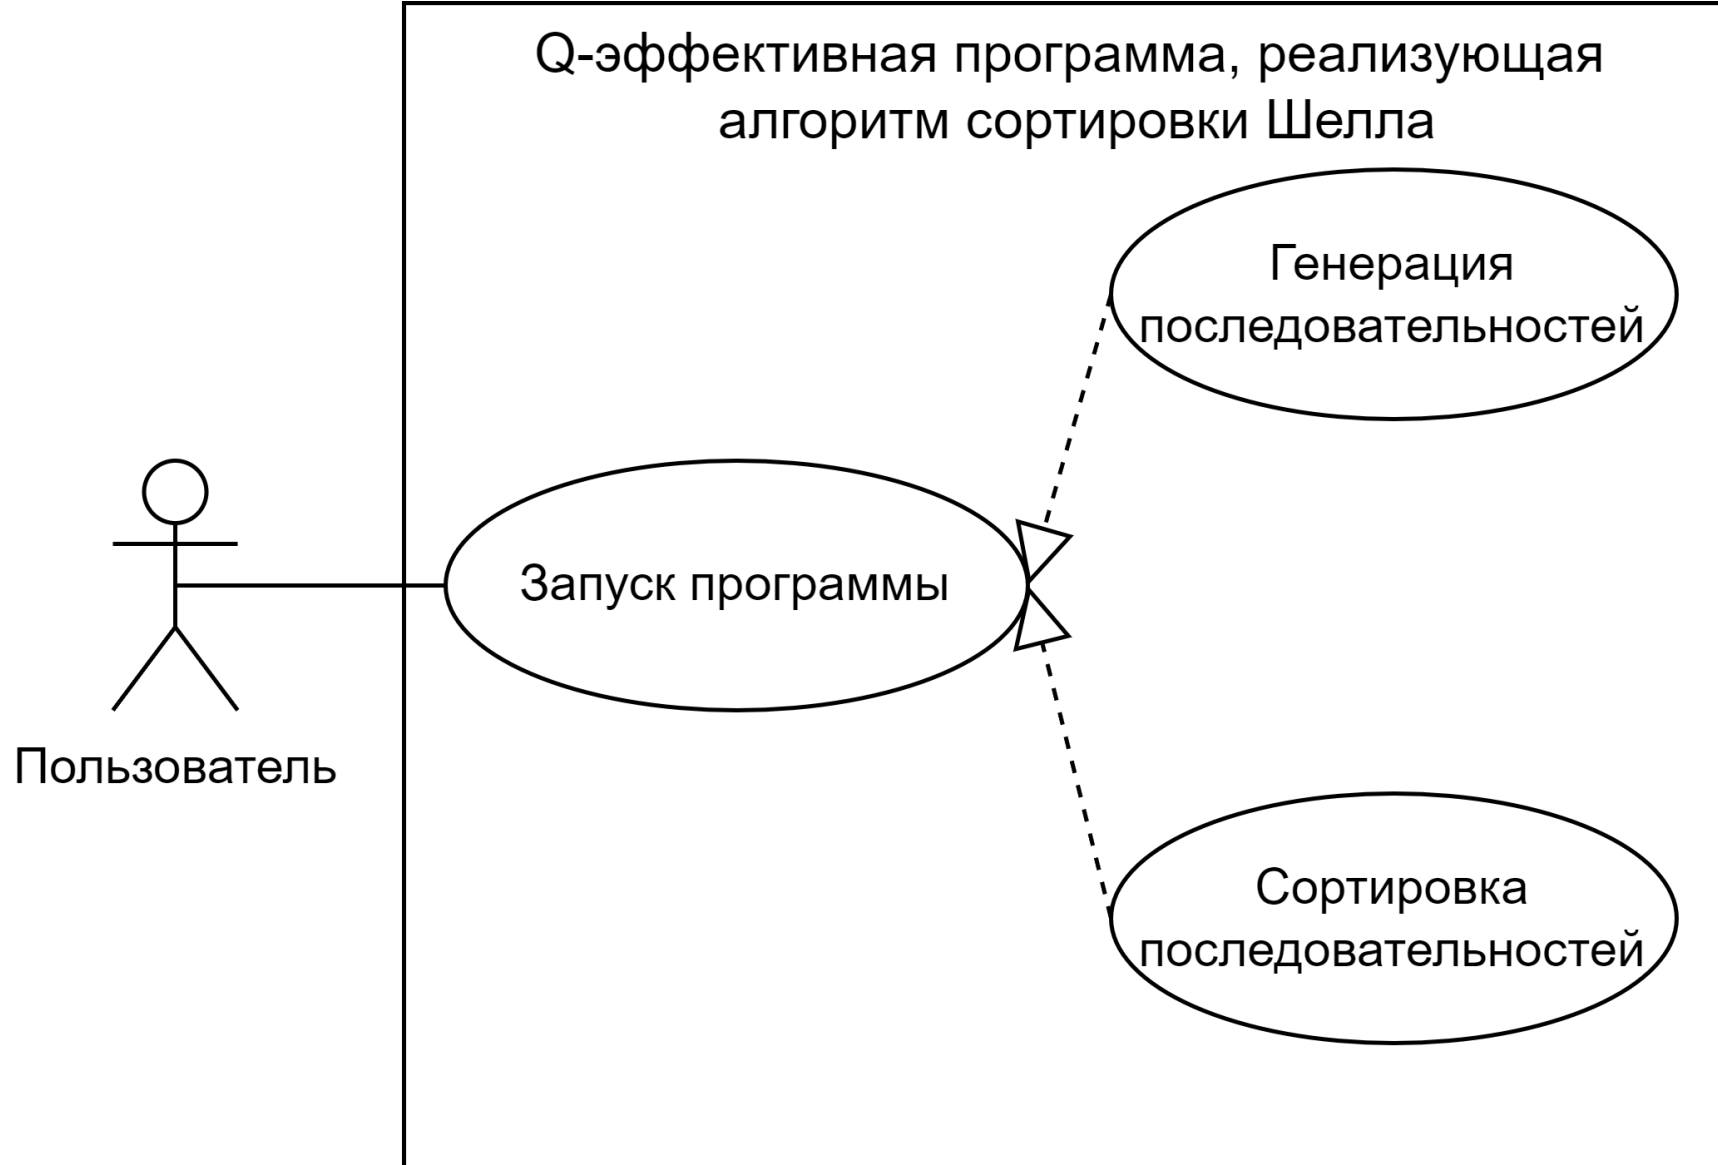 Q-эффективная программа, реализующая
алгоритм сортировки Шелла
Генерация
последовательностей
Запуск программы
Пользователь
Сортировка
последовательностей